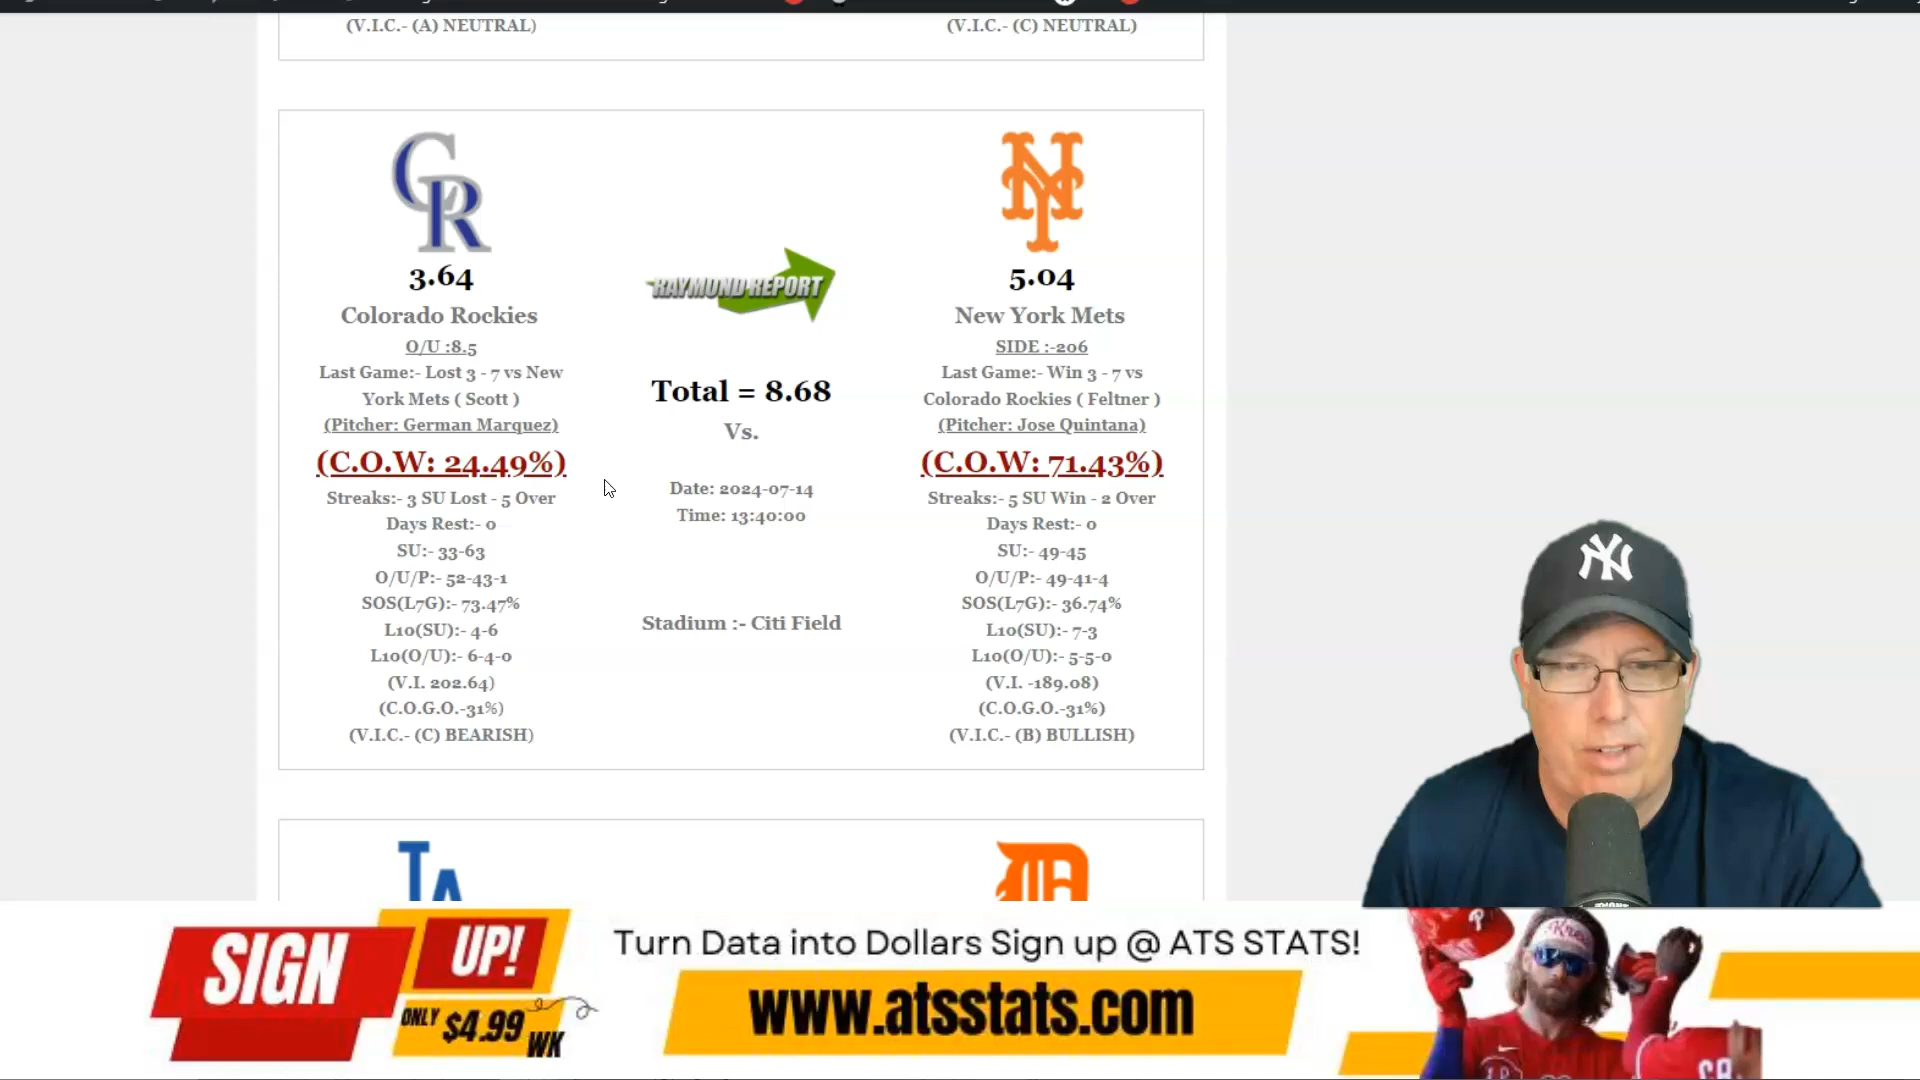 (V.I.C.- (A) NEUTRAL)
(V.I.C.- (C) NEUTRAL)
CR
NY
3.64
5.04
RAYMOND REPORT
Colorado Rockies
New York Mets
O/U :8.5
SIDE :-206
Last Game:- Lost 3 - 7 vs New
York Mets ( Scott )
Last Game:- Win 3 - 7 vs
Colorado Rockies ( Feltner )
Total = 8.68
(Pitcher: German Marquez)
Vs.
(Pitcher: Jose Quintana)
(C.O.W: 24.49%)
(C.O.W: 71.43%)
Streaks:- 3 SU Lost - 5 Over
Date: 2024-07-14
Streaks:- 5 SU Win - 2 Over
Days Rest:- 0
Time: 13:40:00
Days Rest:- 0
SU:- 33-63
SU:- 49-45
O/U/P:- 52-43-1
O/U/P:- 49-41-4
SOS(L7G):- 73.47%
SOS(L7G):- 36.74%
Stadium :- Citi Field
L10(SU):- 4-6
L10(SU):- 7-3
L10(O/U):- 6-4-0
L10(O/U):- 5-5-0
(V.I. 202.64)
(V.I. -189.08)
(C.O.G.O.-31%)
(C.O.G.O.-31%)
(V.I.C.- (C) BEARISH)
(V.I.C.- (B) BULLISH)
NY
LA
SIGN
UP!
ONLY $4.99 WK
Turn Data into Dollars Sign up @ ATS STATS!
www.atsstats.com
P